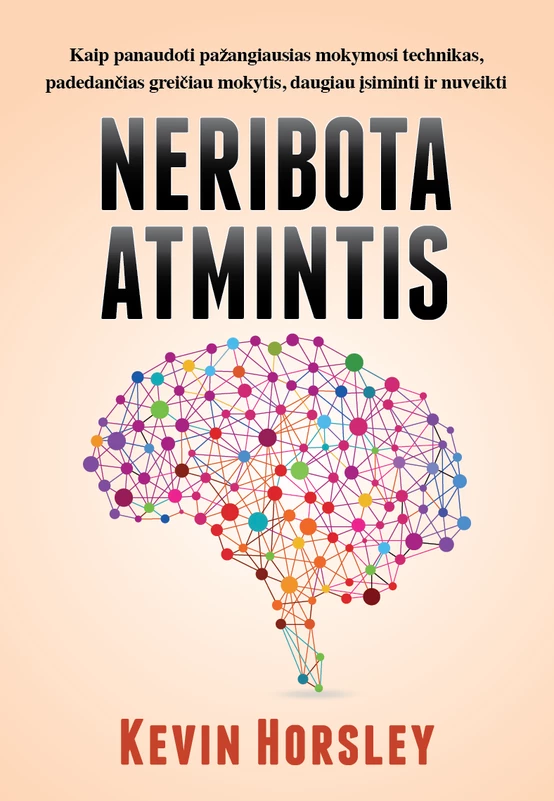 Kaip panaudoti pažangiausias mokymosi technikas,
padedančias greičiau mokytis, daugiau įsiminti ir nuveikti
NERIBOTA
ATMINTIS
KEVIN HORSLEY